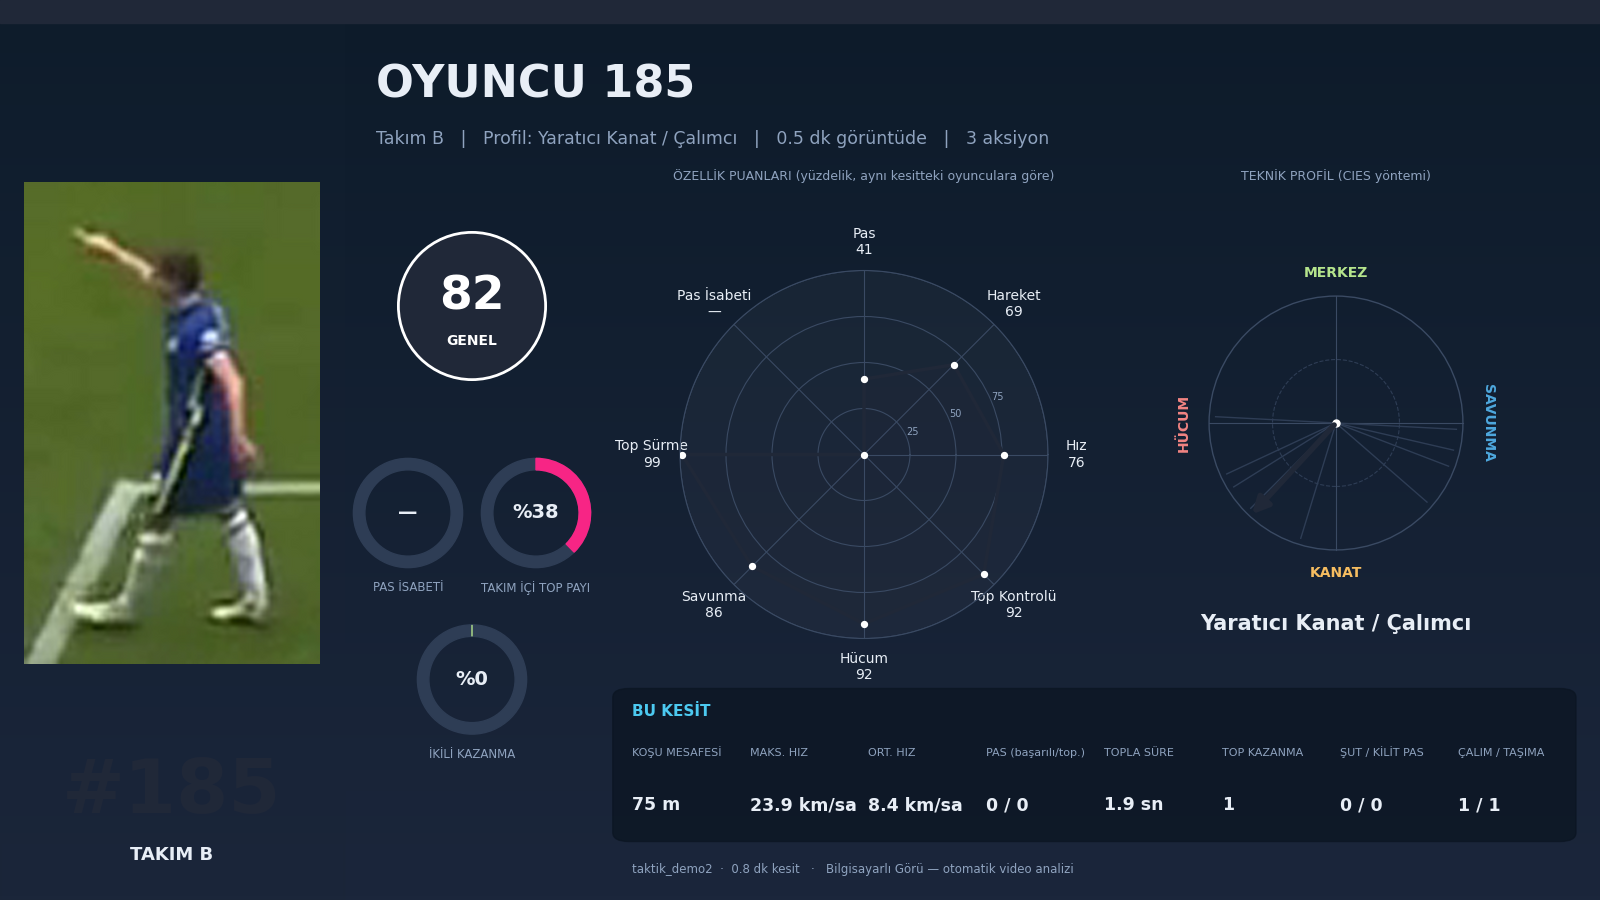 OYUNCU 185
Takım B | Profil: Yaratıcı Kanat / Çalımcı | 0.5 dk görüntüde | 3 aksiyon
ÖZELLİK PUANLARI (yüzdelik, aynı kesitteki oyunculara göre)
TEKNİK PROFİL (CIES yöntemi)
82
GENEL
—
PAS İSABETİ
%38
TAKIM İÇİ TOP PAYI
%0
İKİLİ KAZANMA
Pas
41
Pas İsabeti
—
Hareket
69
75
50
25
Top Sürme
99
Hız
76
Savunma
86
Top Kontrolü
92
Hücum
92
MERKEZ
HÜCUM
SAVUNMA
KANAT
Yaratıcı Kanat / Çalımcı
#185
TAKIM B
BU KESİT
KOŞU MESAFESİ MAKS. HIZ ORT. HIZ PAS (başarılı/top.) TOPLA SÜRE TOP KAZANMA ŞUT / KİLİT PAS ÇALIM / TAŞIMA
75 m 23.9 km/sa 8.4 km/sa 0 / 0 1.9 sn 1 0 / 0 1 / 1
taktik_demo2 · 0.8 dk kesit · Bilgisayarlı Görü — otomatik video analizi